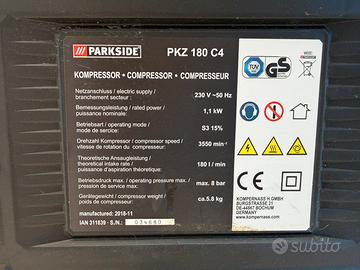 PARKSIDE PKZ 180 C4
KOMPRESSOR • COMPRESSOR • COMPRESSEUR
Netzanschluss / electric supply /
branchement secteur : 230 V ~50 Hz
Bemessungsleistung / rated power /
puissance nominale: 1,1 kW
Betriebsart / operating mode /
mode de service: S3 15%
Drehzahl Kompressor / compressor speed /
vitesse de rotation du compresseur: 3550 min⁻¹
Theoretische Ansaugleistung /
theoretical intake rate /
puissance d'aspiration théorique: 180 l / min
Betriebsdruck max. / operating pressure max. /
pression de service max.: max. 8 bar
Gerätegewicht / compressor weight /
poids du compresseur: ca.5.8 kg
manufactured: 2018-11
IAN 311839 - S.N.: 034680
TÜV
GS
KOMPERNASS H GMBH
BURGSTRASSE 21
DE-44867 BOCHUM
GERMANY
www.kompernass.com
subito